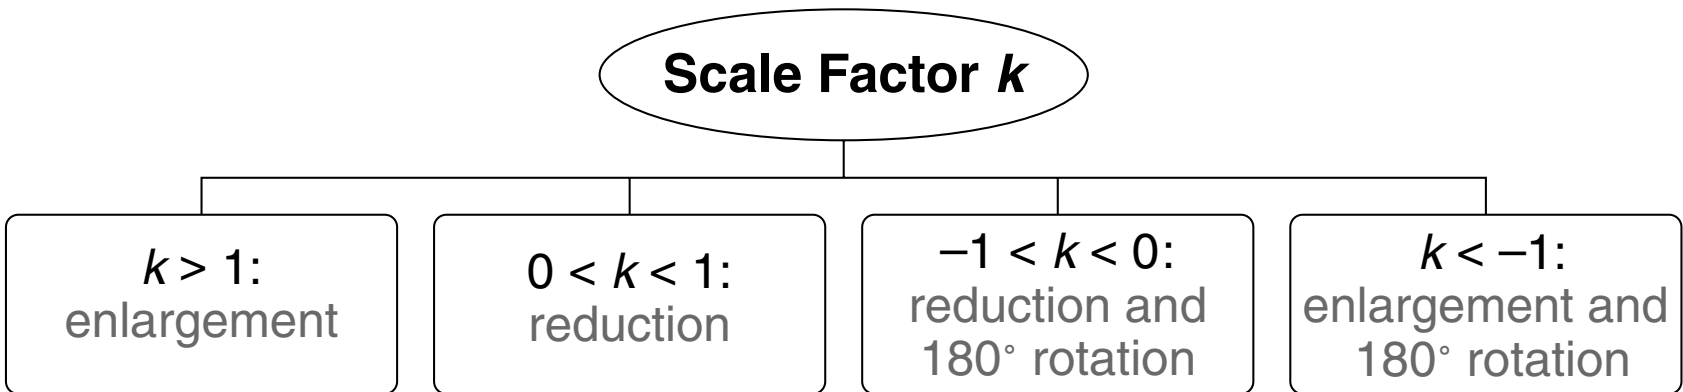 Scale Factor k
k > 1:
enlargement
0 < k < 1:
reduction
–1 < k < 0:
reduction and
180° rotation
k < –1:
enlargement and
180° rotation